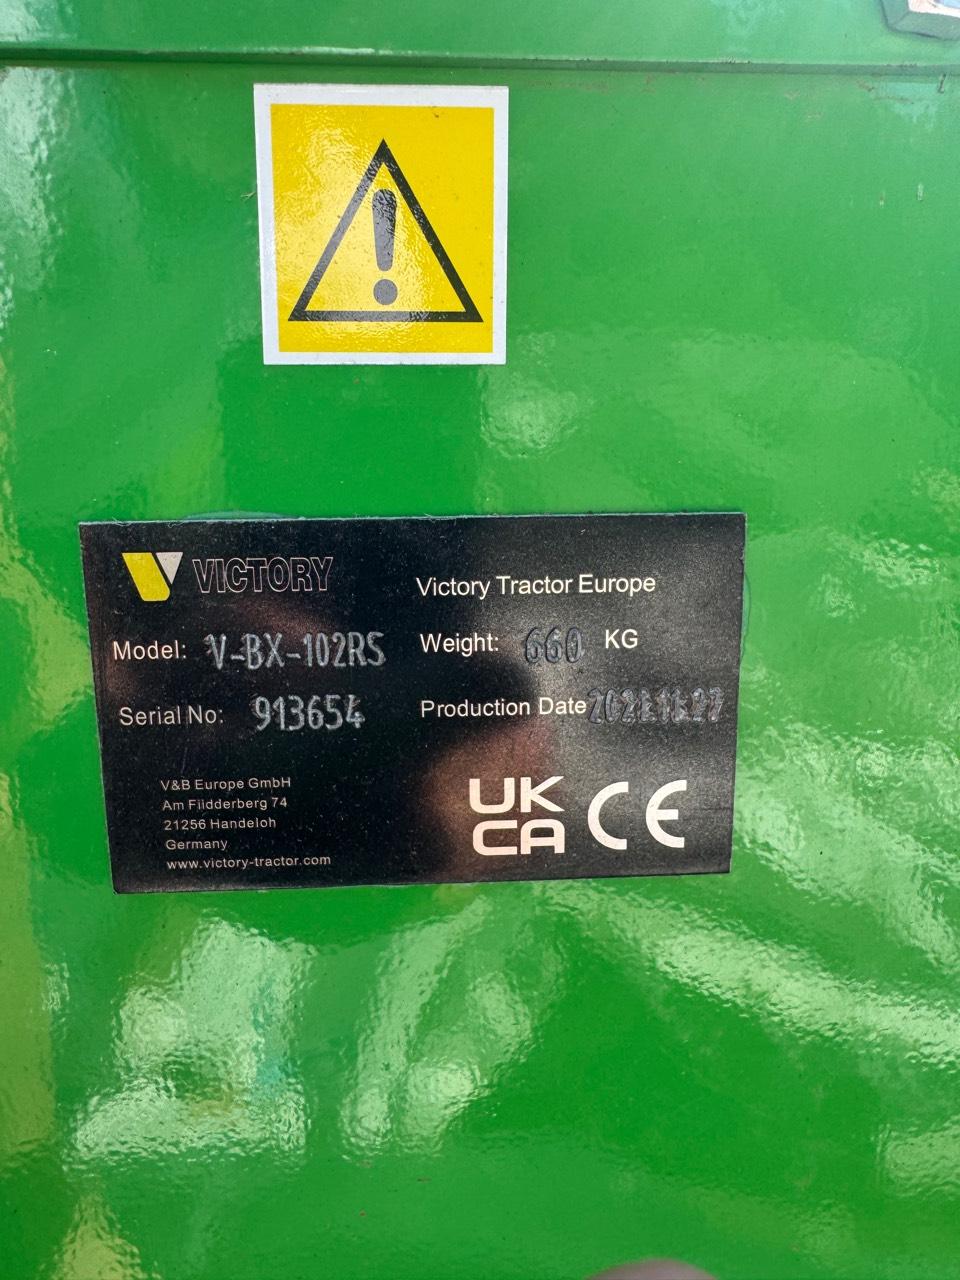 VICTORY
Victory Tractor Europe
Model: V-BX-102RS
Weight: 660 KG
Serial No: 913654
Production Date
V&B Europe GmbH
Am Fildderberg 74
21256 Handeloh
Germany
www.victory-tractor.com
UK
CA
CE